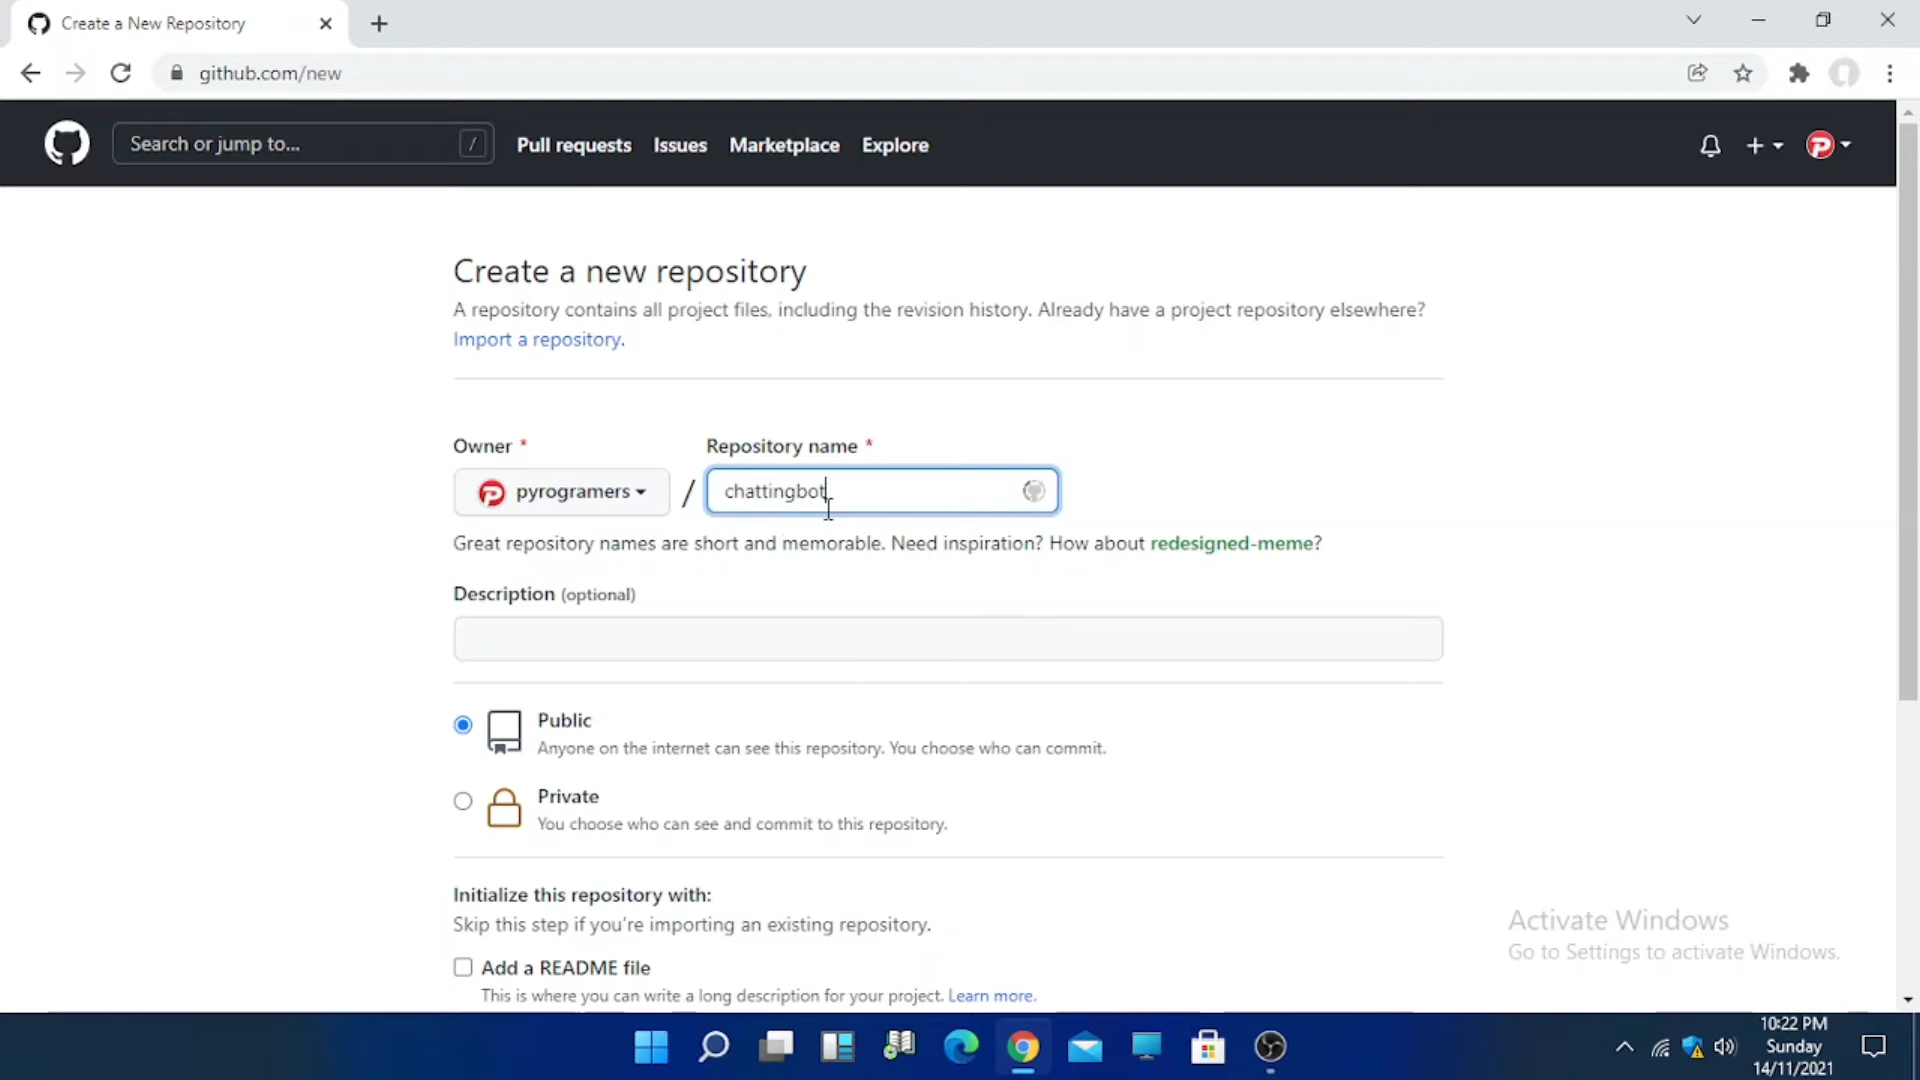 Create a New Repository
github.com/new
Search or jump to...
/
Pull requests
Issues
Marketplace
Explore
Create a new repository
A repository contains all project files, including the revision history. Already have a project repository elsewhere?
Import a repository.
Owner *
Repository name *
pyrogramers
/
chattingbot
Great repository names are short and memorable. Need inspiration? How about redesigned-meme?
Description (optional)
Public
Anyone on the internet can see this repository. You choose who can commit.
Private
You choose who can see and commit to this repository.
Initialize this repository with:
Skip this step if you're importing an existing repository.
Add a README file
This is where you can write a long description for your project. Learn more.
Activate Windows
Go to Settings to activate Windows.
10:22 PM
Sunday
14/11/2021